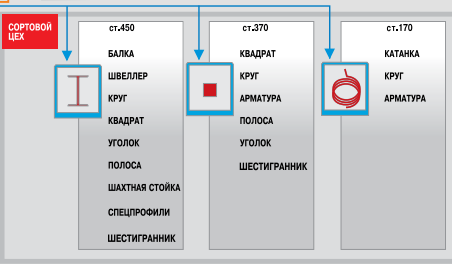 СОРТОВОЙ
ЦЕХ
ст.450
БАЛКА
ШВЕЛЛЕР
КРУГ
КВАДРАТ
УГОЛОК
ПОЛОСА
ШАХТНАЯ СТОЙКА
СПЕЦПРОФИЛИ
ШЕСТИГРАННИК
ст.370
КВАДРАТ
КРУГ
АРМАТУРА
ПОЛОСА
УГОЛОК
ШЕСТИГРАННИК
ст.170
КАТАНКА
КРУГ
АРМАТУРА